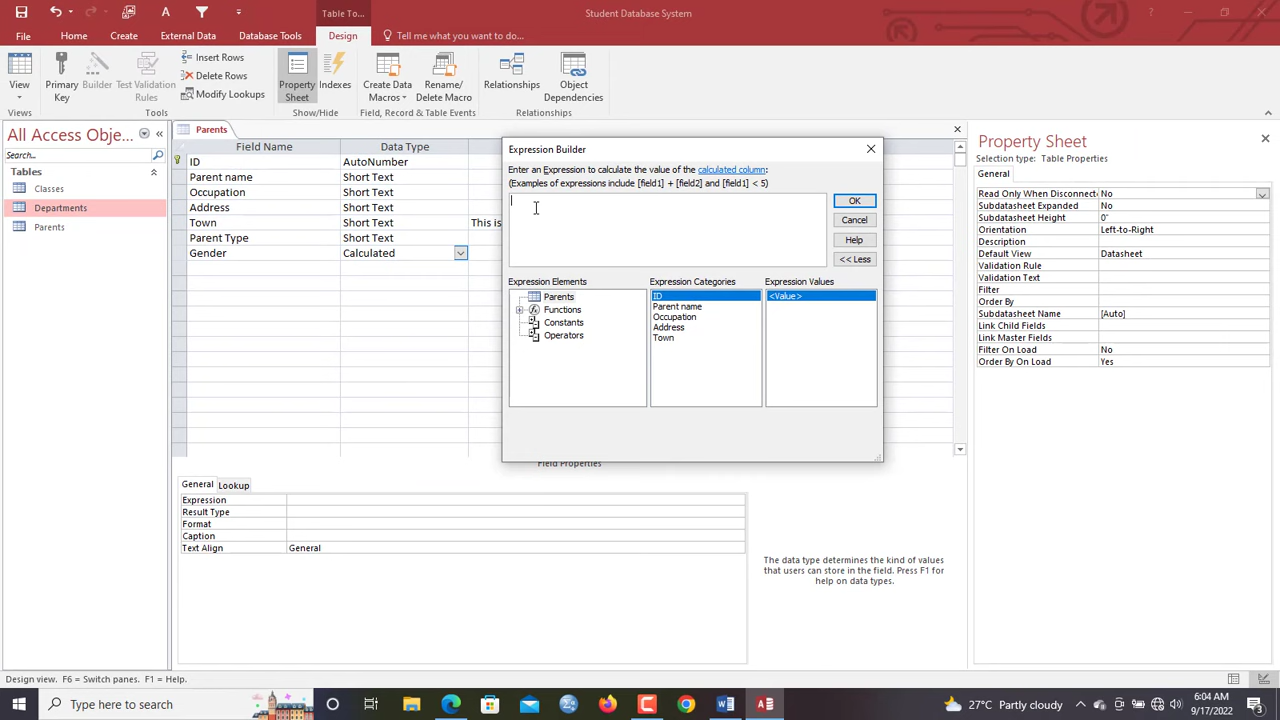 Table To...
Student Database System
File
Home
Create
External Data
Database Tools
Design
Tell me what you want to do...
View
Primary Key
Builder
Test Validation Rules
Insert Rows
Delete Rows
Modify Lookups
Property Sheet
Indexes
Create Data Macros
Rename/ Delete Macro
Relationships
Object Dependencies
Views
Tools
Show/Hide
Field, Record & Table Events
Relationships
All Access Obje...
Search...
Tables
Classes
Departments
Parents
Parents
Field Name Data Type
ID AutoNumber
Parent name Short Text
Occupation Short Text
Address Short Text
Town Short Text This is
Parent Type Short Text
Gender Calculated
Expression Builder
Enter an Expression to calculate the value of the calculated column:
(Examples of expressions include [field1] + [field2] and [field1] < 5)
OK
Cancel
Help
<< Less
Expression Elements
Parents
Functions
Constants
Operators
Expression Categories
ID
Parent name
Occupation
Address
Town
Expression Values
<Value>
Field Properties
General Lookup
Expression
Result Type
Format
Caption
Text Align General
The data type determines the kind of values
that users can store in the field. Press F1 for
help on data types.
Property Sheet
Selection type: Table Properties
General
Read Only When Disconnect No
Subdatasheet Expanded No
Subdatasheet Height 0"
Orientation Left-to-Right
Description
Default View Datasheet
Validation Rule
Validation Text
Filter
Order By
Subdatasheet Name [Auto]
Link Child Fields
Link Master Fields
Filter On Load No
Order By On Load Yes
Design view. F6 = Switch panes. F1 = Help.
Type here to search
27°C Partly cloudy
6:04 AM
9/17/2022